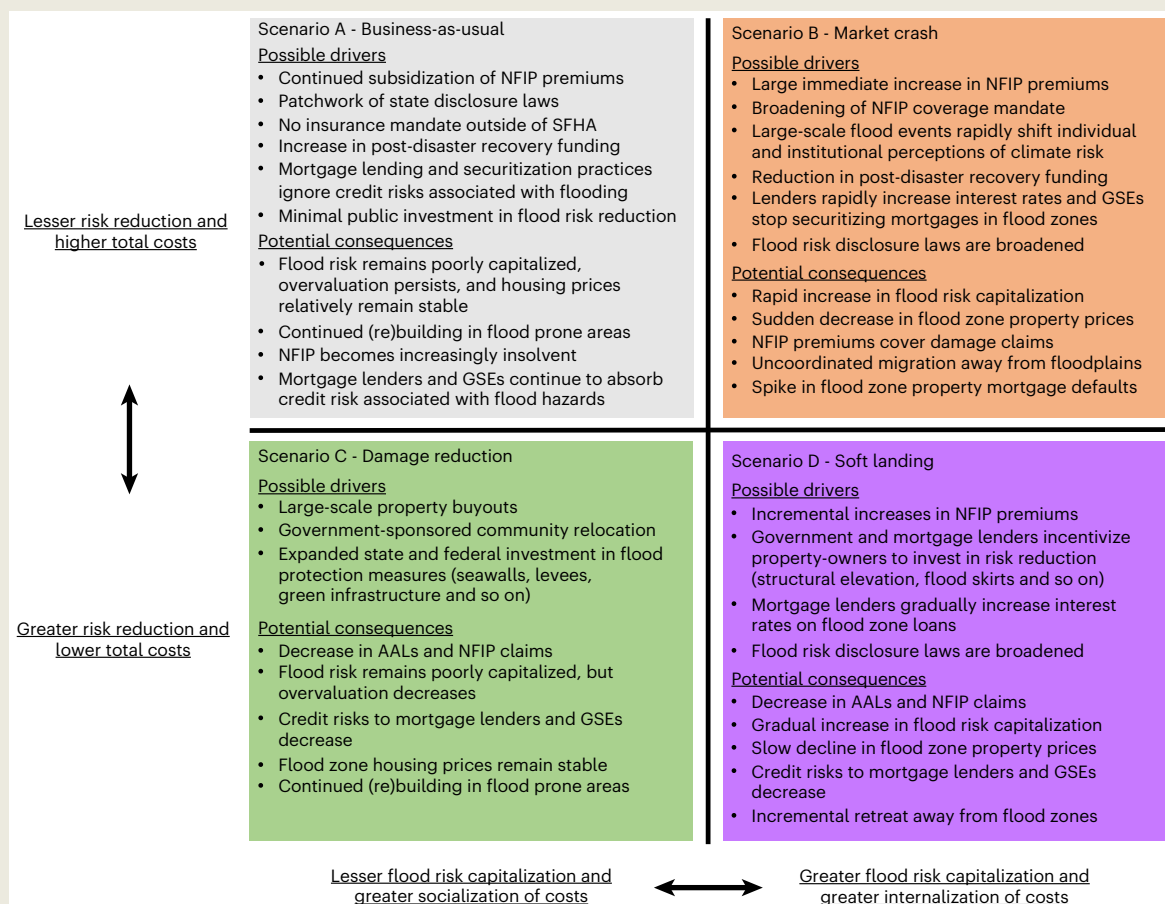 Scenario A - Business-as-usual
Possible drivers
• Continued subsidization of NFIP premiums
• Patchwork of state disclosure laws
• No insurance mandate outside of SFHA
• Increase in post-disaster recovery funding
• Mortgage lending and securitization practices
ignore credit risks associated with flooding
• Minimal public investment in flood risk reduction
Potential consequences
• Flood risk remains poorly capitalized,
overvaluation persists, and housing prices
relatively remain stable
• Continued (re)building in flood prone areas
• NFIP becomes increasingly insolvent
• Mortgage lenders and GSEs continue to absorb
credit risk associated with flood hazards
Scenario B - Market crash
Possible drivers
• Large immediate increase in NFIP premiums
• Broadening of NFIP coverage mandate
• Large-scale flood events rapidly shift individual
and institutional perceptions of climate risk
• Reduction in post-disaster recovery funding
• Lenders rapidly increase interest rates and GSEs
stop securitizing mortgages in flood zones
• Flood risk disclosure laws are broadened
Potential consequences
• Rapid increase in flood risk capitalization
• Sudden decrease in flood zone property prices
• NFIP premiums cover damage claims
• Uncoordinated migration away from floodplains
• Spike in flood zone property mortgage defaults
Lesser risk reduction and
higher total costs
Scenario C - Damage reduction
Possible drivers
• Large-scale property buyouts
• Government-sponsored community relocation
• Expanded state and federal investment in flood
protection measures (seawalls, levees,
green infrastructure and so on)
Potential consequences
• Decrease in AALs and NFIP claims
• Flood risk remains poorly capitalized, but
overvaluation decreases
• Credit risks to mortgage lenders and GSEs
decrease
• Flood zone housing prices remain stable
• Continued (re)building in flood prone areas
Scenario D - Soft landing
Possible drivers
• Incremental increases in NFIP premiums
• Government and mortgage lenders incentivize
property-owners to invest in risk reduction
(structural elevation, flood skirts and so on)
• Mortgage lenders gradually increase interest
rates on flood zone loans
• Flood risk disclosure laws are broadened
Potential consequences
• Decrease in AALs and NFIP claims
• Gradual increase in flood risk capitalization
• Slow decline in flood zone property prices
• Credit risks to mortgage lenders and GSEs
decrease
• Incremental retreat away from flood zones
Greater risk reduction and
lower total costs
Lesser flood risk capitalization and
greater socialization of costs
Greater flood risk capitalization and
greater internalization of costs